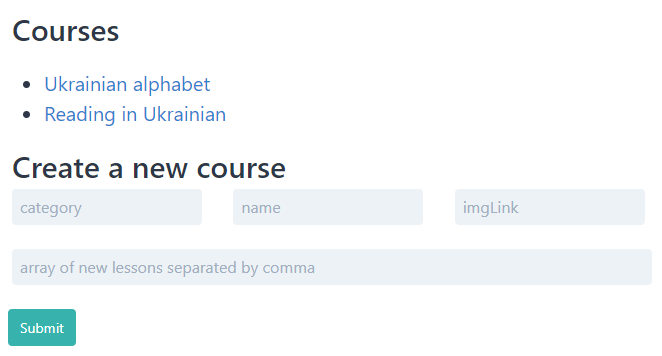 Courses
Ukrainian alphabet
Reading in Ukrainian
Create a new course
category name imgLink
array of new lessons separated by comma
Submit